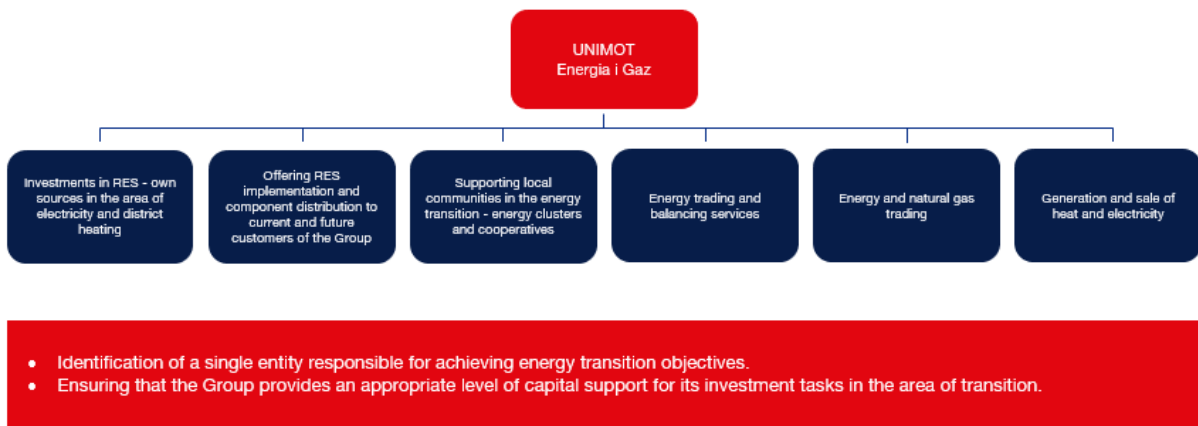 UNIMOT
Energia i Gaz
Investments in RES - own
sources in the area of
electricity and district
heating
Offering RES
implementation and
component distribution to
current and future
customers of the Group
Supporting local
communities in the energy
transition - energy clusters
and cooperatives
Energy trading and
balancing services
Energy and natural gas
trading
Generation and sale of
heat and electricity
• Identification of a single entity responsible for achieving energy transition objectives.
• Ensuring that the Group provides an appropriate level of capital support for its investment tasks in the area of transition.